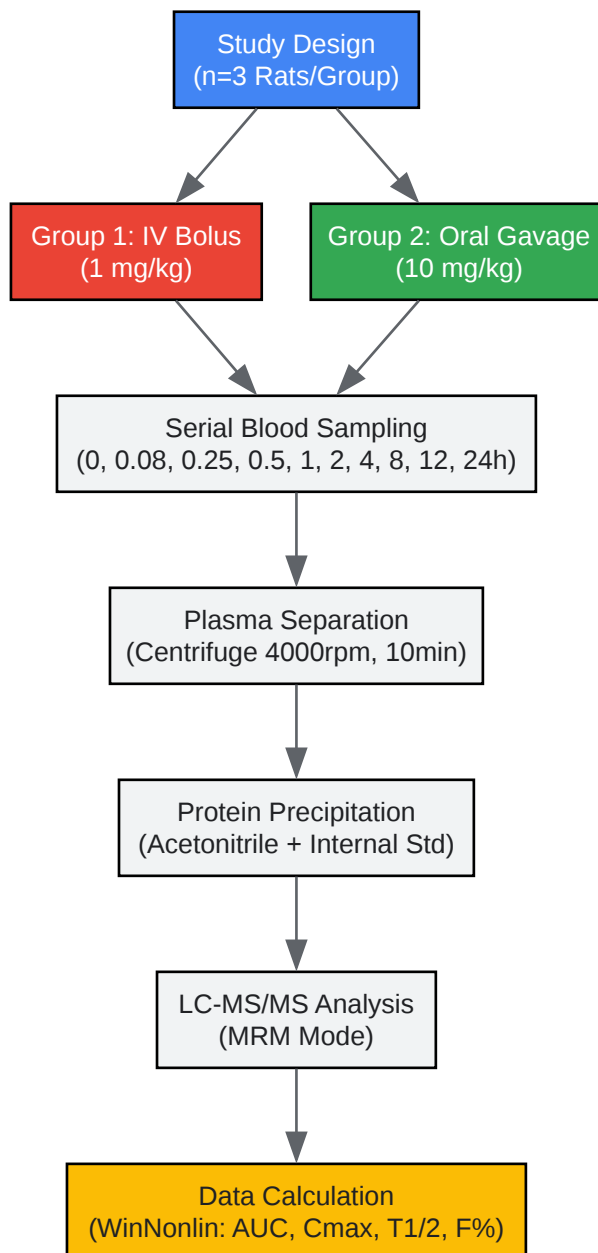 Study Design
(n=3 Rats/Group)
Group 1: IV Bolus
(1 mg/kg)
Group 2: Oral Gavage
(10 mg/kg)
Serial Blood Sampling
(0, 0.08, 0.25, 0.5, 1, 2, 4, 8, 12, 24h)
Plasma Separation
(Centrifuge 4000rpm, 10min)
Protein Precipitation
(Acetonitrile + Internal Std)
LC-MS/MS Analysis
(MRM Mode)
Data Calculation
(WinNonlin: AUC, Cmax, T1/2, F%)